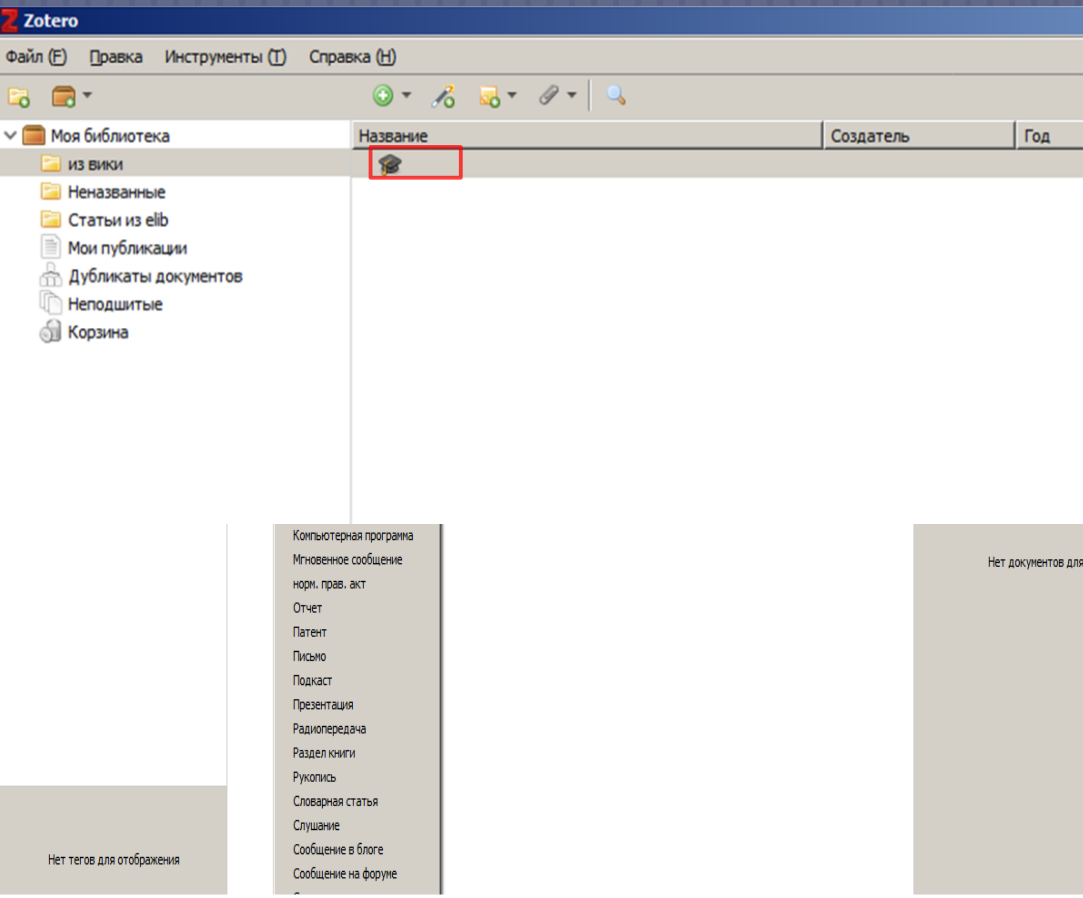 Zotero
Файл (F) Правка Инструменты (T) Справка (H)
Моя библиотека
Название Создатель Год
из вики
Неназванные
Статьи из elib
Мои публикации
Дубликаты документов
Неподшитые
Корзина
Компьютерная программа
Мгновенное сообщение
норм. прав. акт
Отчет
Патент
Письмо
Подкаст
Презентация
Радиопередача
Раздел книги
Рукопись
Словарная статья
Слушание
Сообщение в блоге
Сообщение на форуме
Нет тегов для отображения
Нет документов для